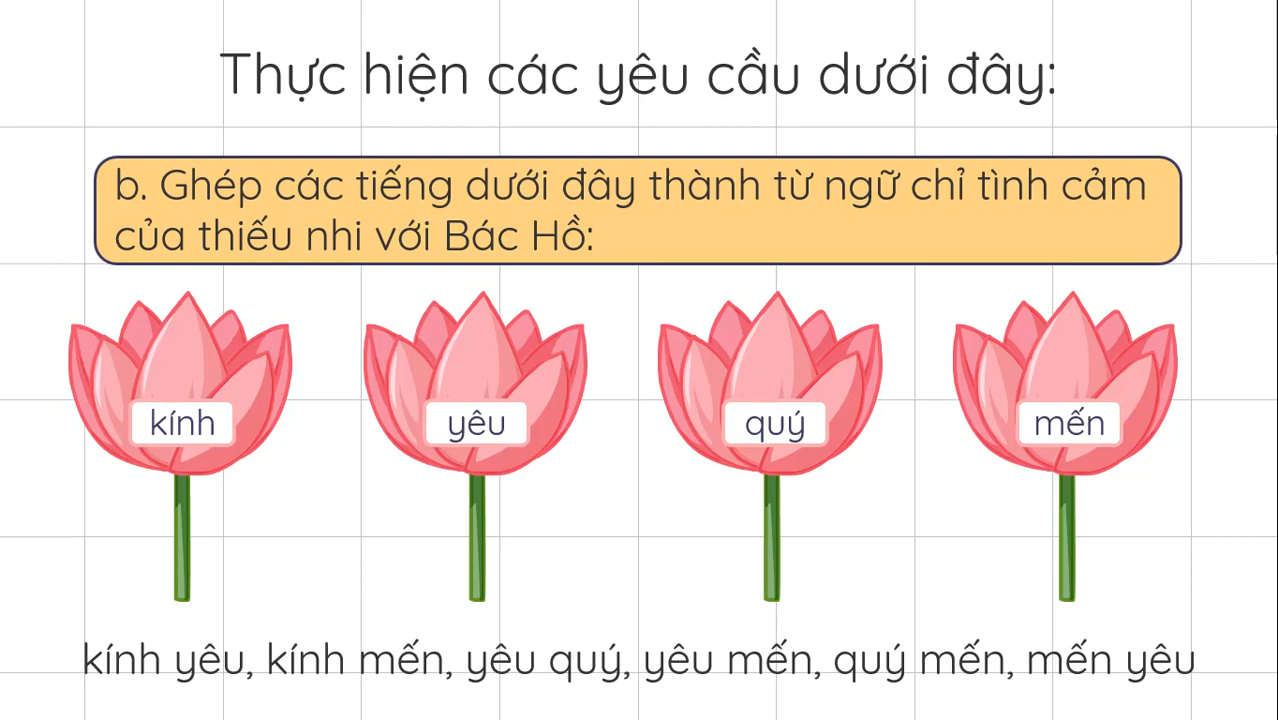 Thực hiện các yêu cầu dưới đây:
b. Ghép các tiếng dưới đây thành từ ngữ chỉ tình cảm
của thiếu nhi với Bác Hồ:
kính
yêu
quý
mến
kính yêu, kính mến, yêu quý, yêu mến, quý mến, mến yêu